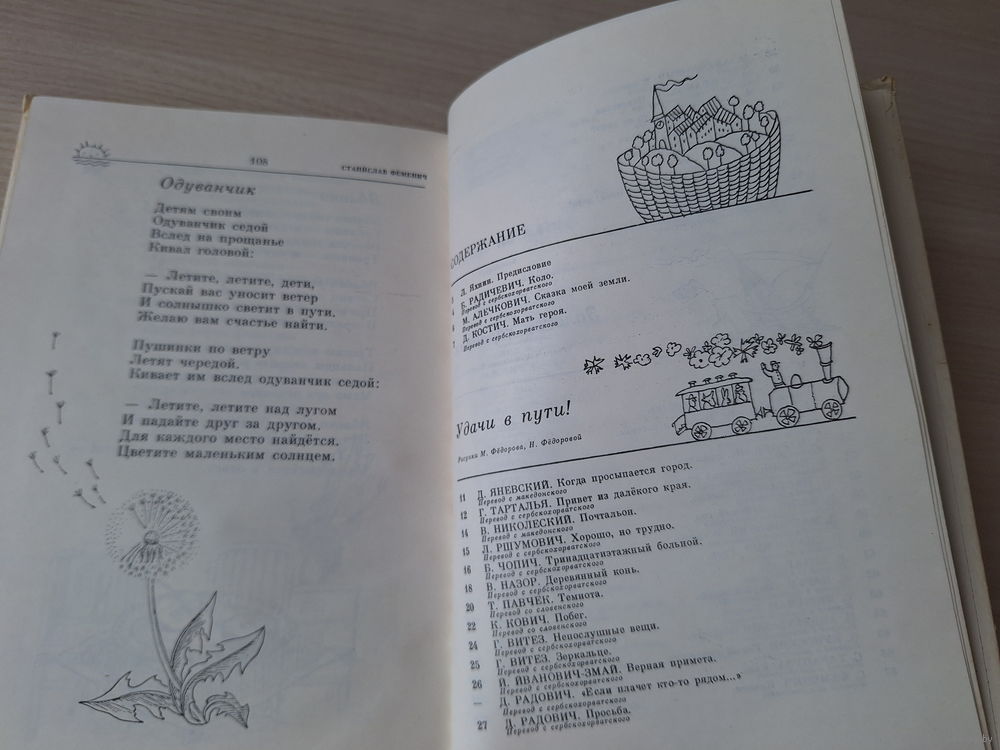 108
СТАНИСЛАВ ФЕМЕНИЧ
Одуванчик
Детям своим
Одуванчик седой
Вслед на прощанье
Кивал головой:
— Летите, летите, дети,
Пускай вас уносит ветер
И солнышко светит в пути.
Желаю вам счастье найти.
Пушинки по ветру
Летят чередой.
Кивает им вслед одуванчик седой:
— Летите, летите над лугом
И падайте друг за другом.
Для каждого место найдётся.
Цветите маленьким солнцем.
СОДЕРЖАНИЕ
Л. Яхнин. Предисловие
4 Б. РАДИЧЕВИЧ. Коло.
Перевод с сербскохорватского
6 М. АЛЕЧКОВИЧ. Сказка моей земли.
Перевод с сербскохорватского
7 Д. КОСТИЧ. Мать героя.
Перевод с сербскохорватского
Удачи в пути!
Рисунки М. Фёдорова, Н. Фёдоровой
11 Д. ЯНЕВСКИЙ. Когда просыпается город.
Перевод с македонского
12 Г. ТАРТАЛЬЯ. Привет из далёкого края.
Перевод с сербскохорватского
14 В. НИКОЛЕСКИЙ. Почтальон.
Перевод с македонского
15 Л. РШУМОВИЧ. Хорошо, но трудно.
Перевод с сербскохорватского
16 Б. ЧОПИЧ. Тринадцатиэтажный больной.
Перевод с сербскохорватского
18 В. НАЗОР. Деревянный конь.
Перевод с сербскохорватского
20 Т. ПАВЧЕК. Темнота.
Перевод со словенского
22 К. КОВИЧ. Побег.
Перевод со словенского
24 Г. ВИТЕЗ. Непослушные вещи.
Перевод с сербскохорватского
25 Г. ВИТЕЗ. Зеркальце.
Перевод с сербскохорватского
26 Й. ЙВАНОВИЧ-ЗМАЙ. Верная примета.
Перевод с сербскохорватского
— Д. РАДОВИЧ. «Если плачет кто-то рядом...»
Перевод с сербскохорватского
27 Д. РАДОВИЧ. Просьба.
Перевод с сербскохорватского